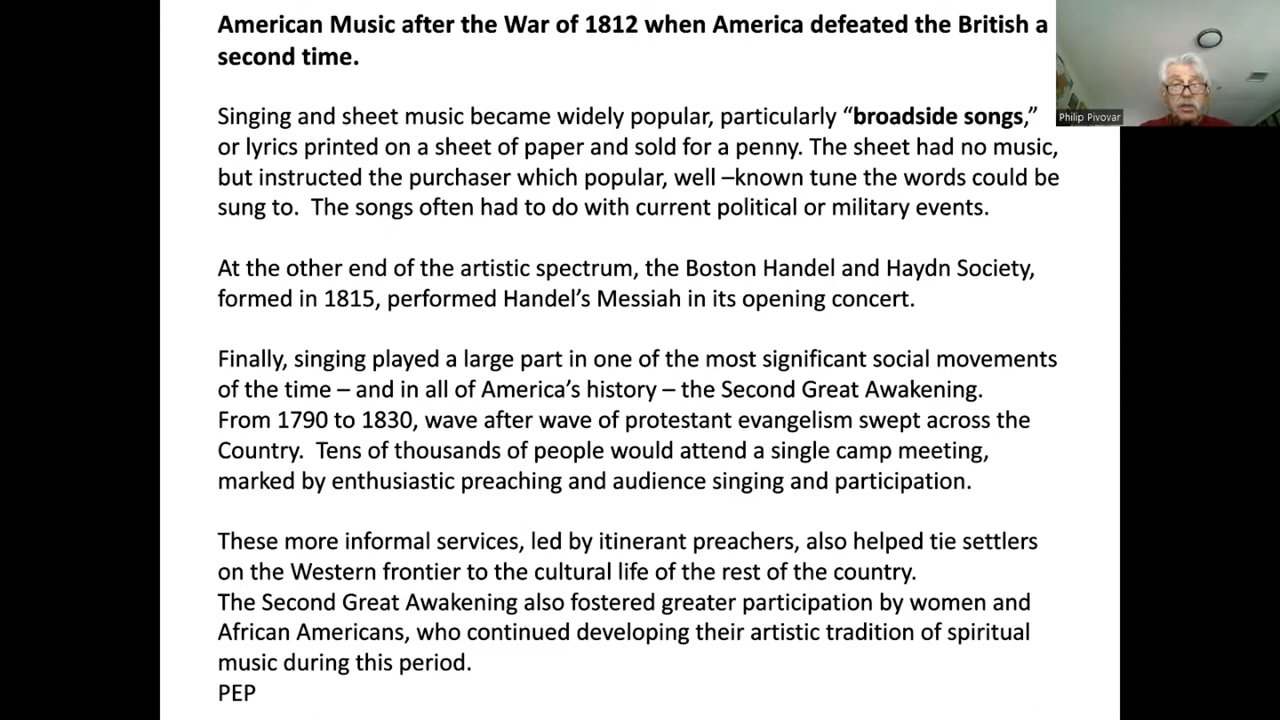 American Music after the War of 1812 when America defeated the British a
second time.
Philip Pivovar
Singing and sheet music became widely popular, particularly “broadside songs,”
or lyrics printed on a sheet of paper and sold for a penny. The sheet had no music,
but instructed the purchaser which popular, well –known tune the words could be
sung to.  The songs often had to do with current political or military events.
At the other end of the artistic spectrum, the Boston Handel and Haydn Society,
formed in 1815, performed Handel’s Messiah in its opening concert.
Finally, singing played a large part in one of the most significant social movements
of the time – and in all of America’s history – the Second Great Awakening.
From 1790 to 1830, wave after wave of protestant evangelism swept across the
Country.  Tens of thousands of people would attend a single camp meeting,
marked by enthusiastic preaching and audience singing and participation.
These more informal services, led by itinerant preachers, also helped tie settlers
on the Western frontier to the cultural life of the rest of the country.
The Second Great Awakening also fostered greater participation by women and
African Americans, who continued developing their artistic tradition of spiritual
music during this period.
PEP